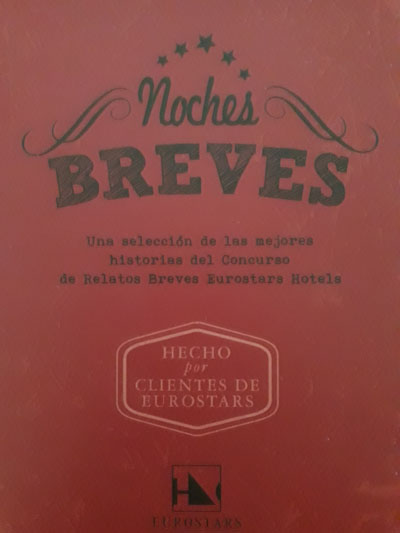 Noches
BREVES
Una selección de las mejores
historias del Concurso
de Relatos Breves Eurostars Hotels
HECHO
por
CLIENTES DE
EUROSTARS
EUROSTARS